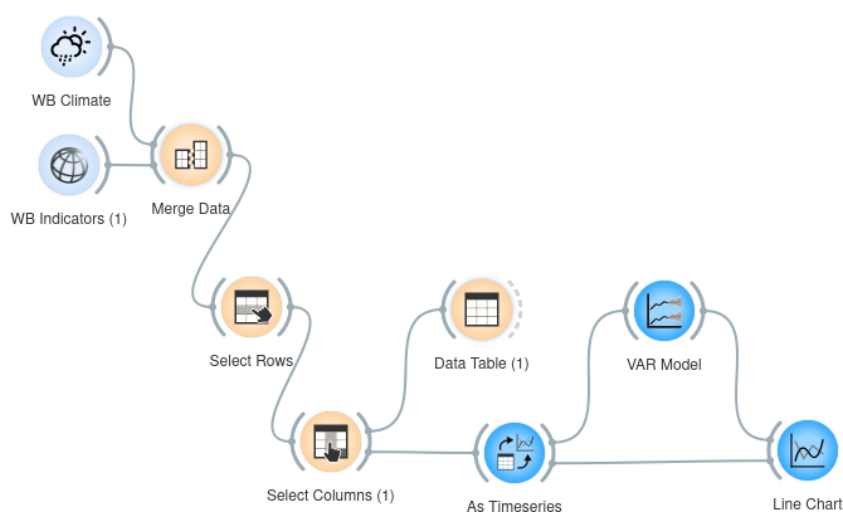 WB Climate
WB Indicators (1)
Merge Data
Select Rows
Data Table (1)
VAR Model
Select Columns (1)
As Timeseries
Line Chart